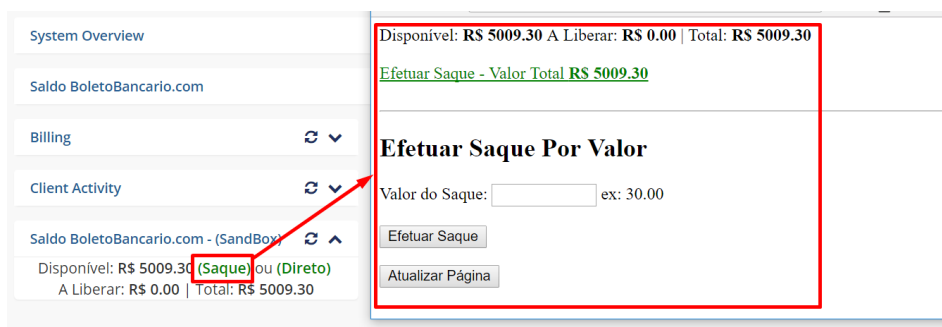 System Overview
Saldo BoletoBancario.com
Billing
Client Activity
Saldo BoletoBancario.com - (SandBox)
Disponível: R$ 5009.30 (Saque) ou (Direto)
A Liberar: R$ 0.00 | Total: R$ 5009.30
Disponível: R$ 5009.30 A Liberar: R$ 0.00 | Total: R$ 5009.30
Efetuar Saque - Valor Total R$ 5009.30
Efetuar Saque Por Valor
Valor do Saque: ex: 30.00
Efetuar Saque
Atualizar Página